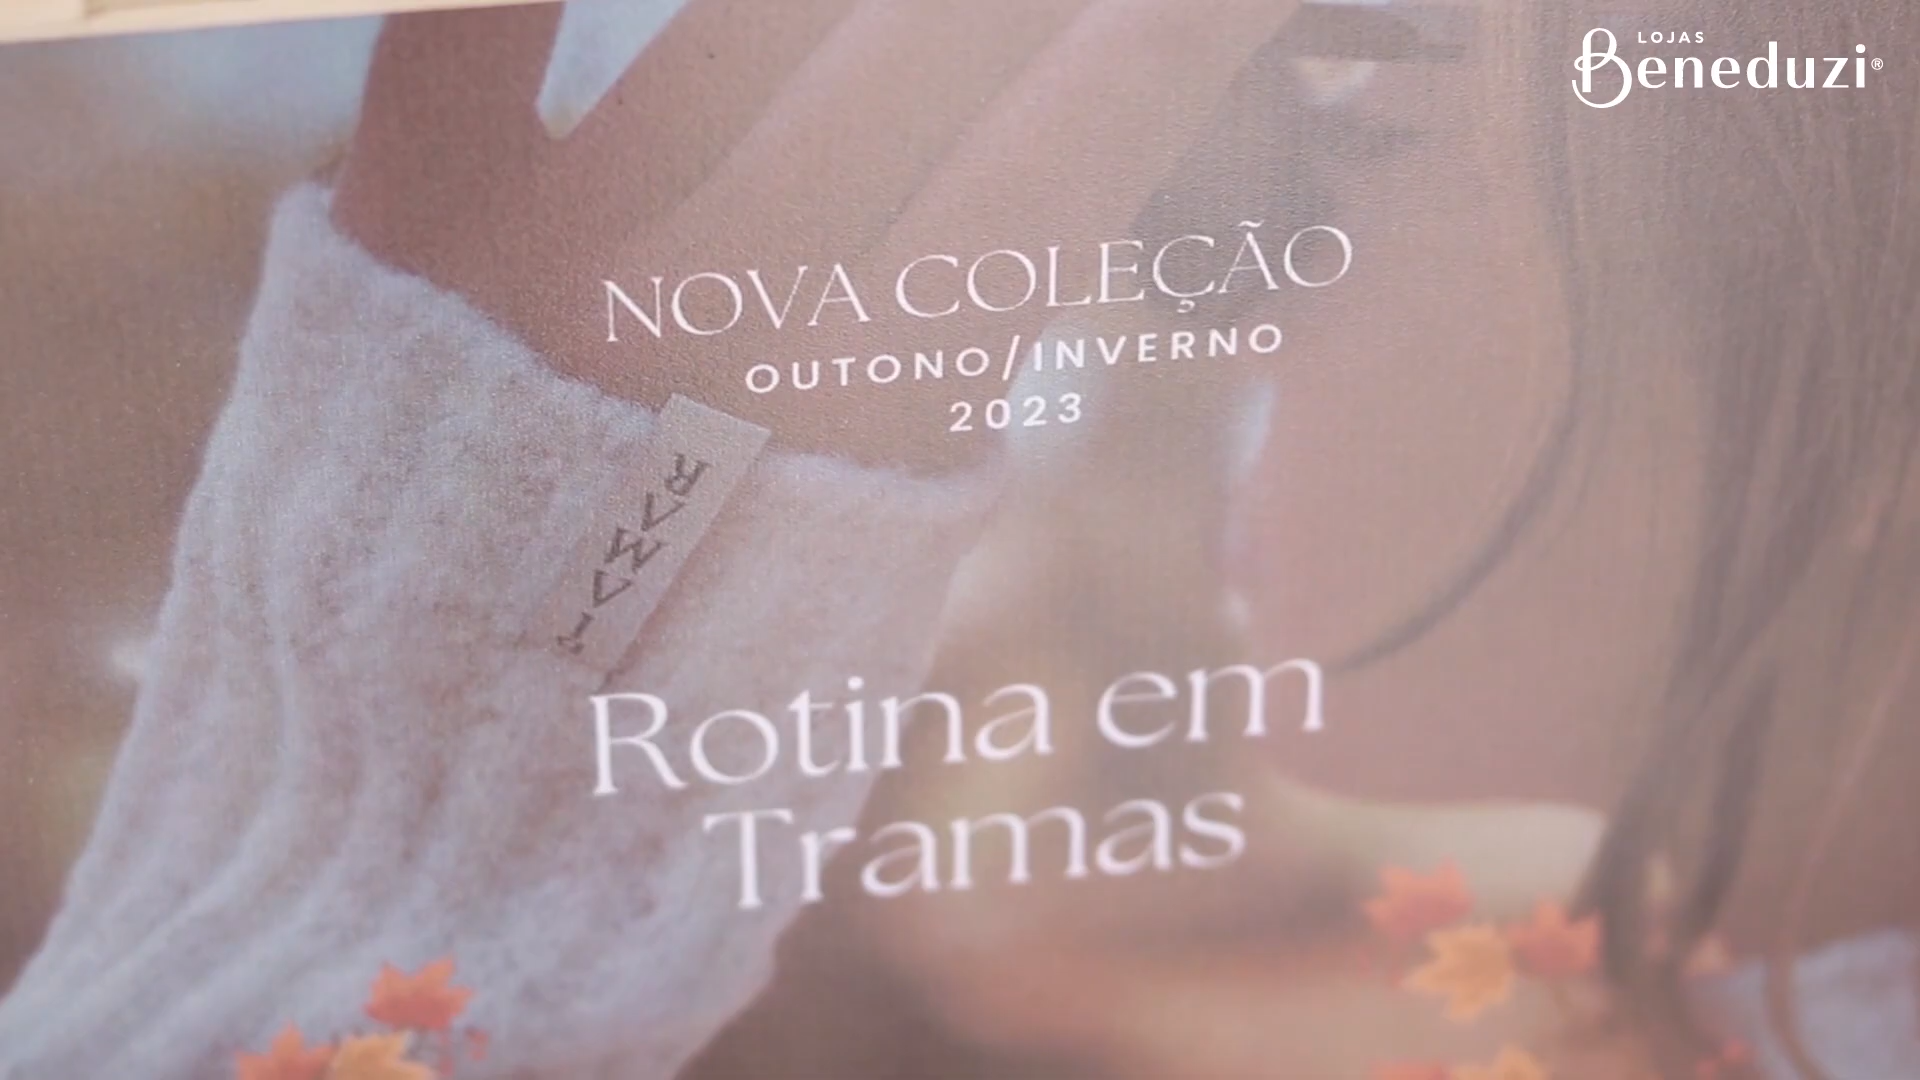 LOJAS
Beneduzi®
NOVA COLEÇÃO
OUTONO/INVERNO
2023
Rotina em
Tramas